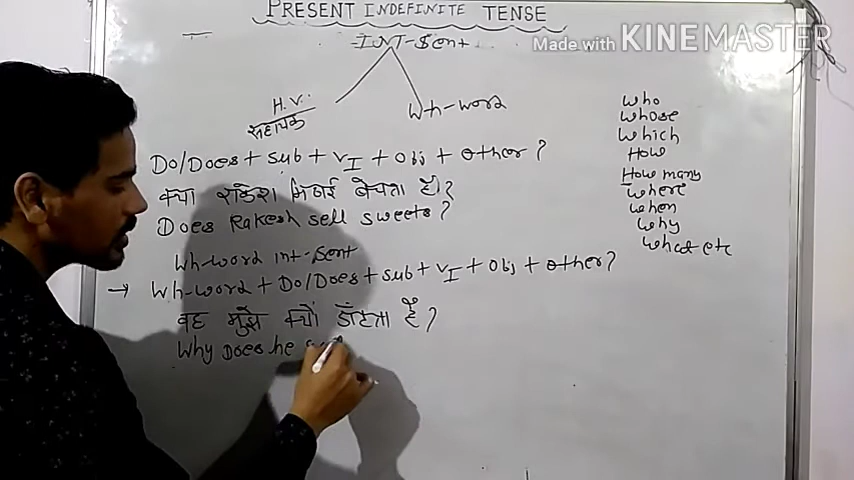 PRESENT INDEFINITE TENSE
INT-Sent
Made with KINEMASTER
H.V.
सहायक
Wh-word
Do/Does + Sub + VI + Obj + Other?
क्या राकेश मिठाई बेचता है?
Does Rakesh sell sweets?
Wh-word int-sent
→ Wh-word + Do/Does + Sub + VI + Obj + Other?
वह मुझे क्यों डाँटता है?
Why Does he
Who
Whose
Which
How
How many
Where
When
Why
What etc